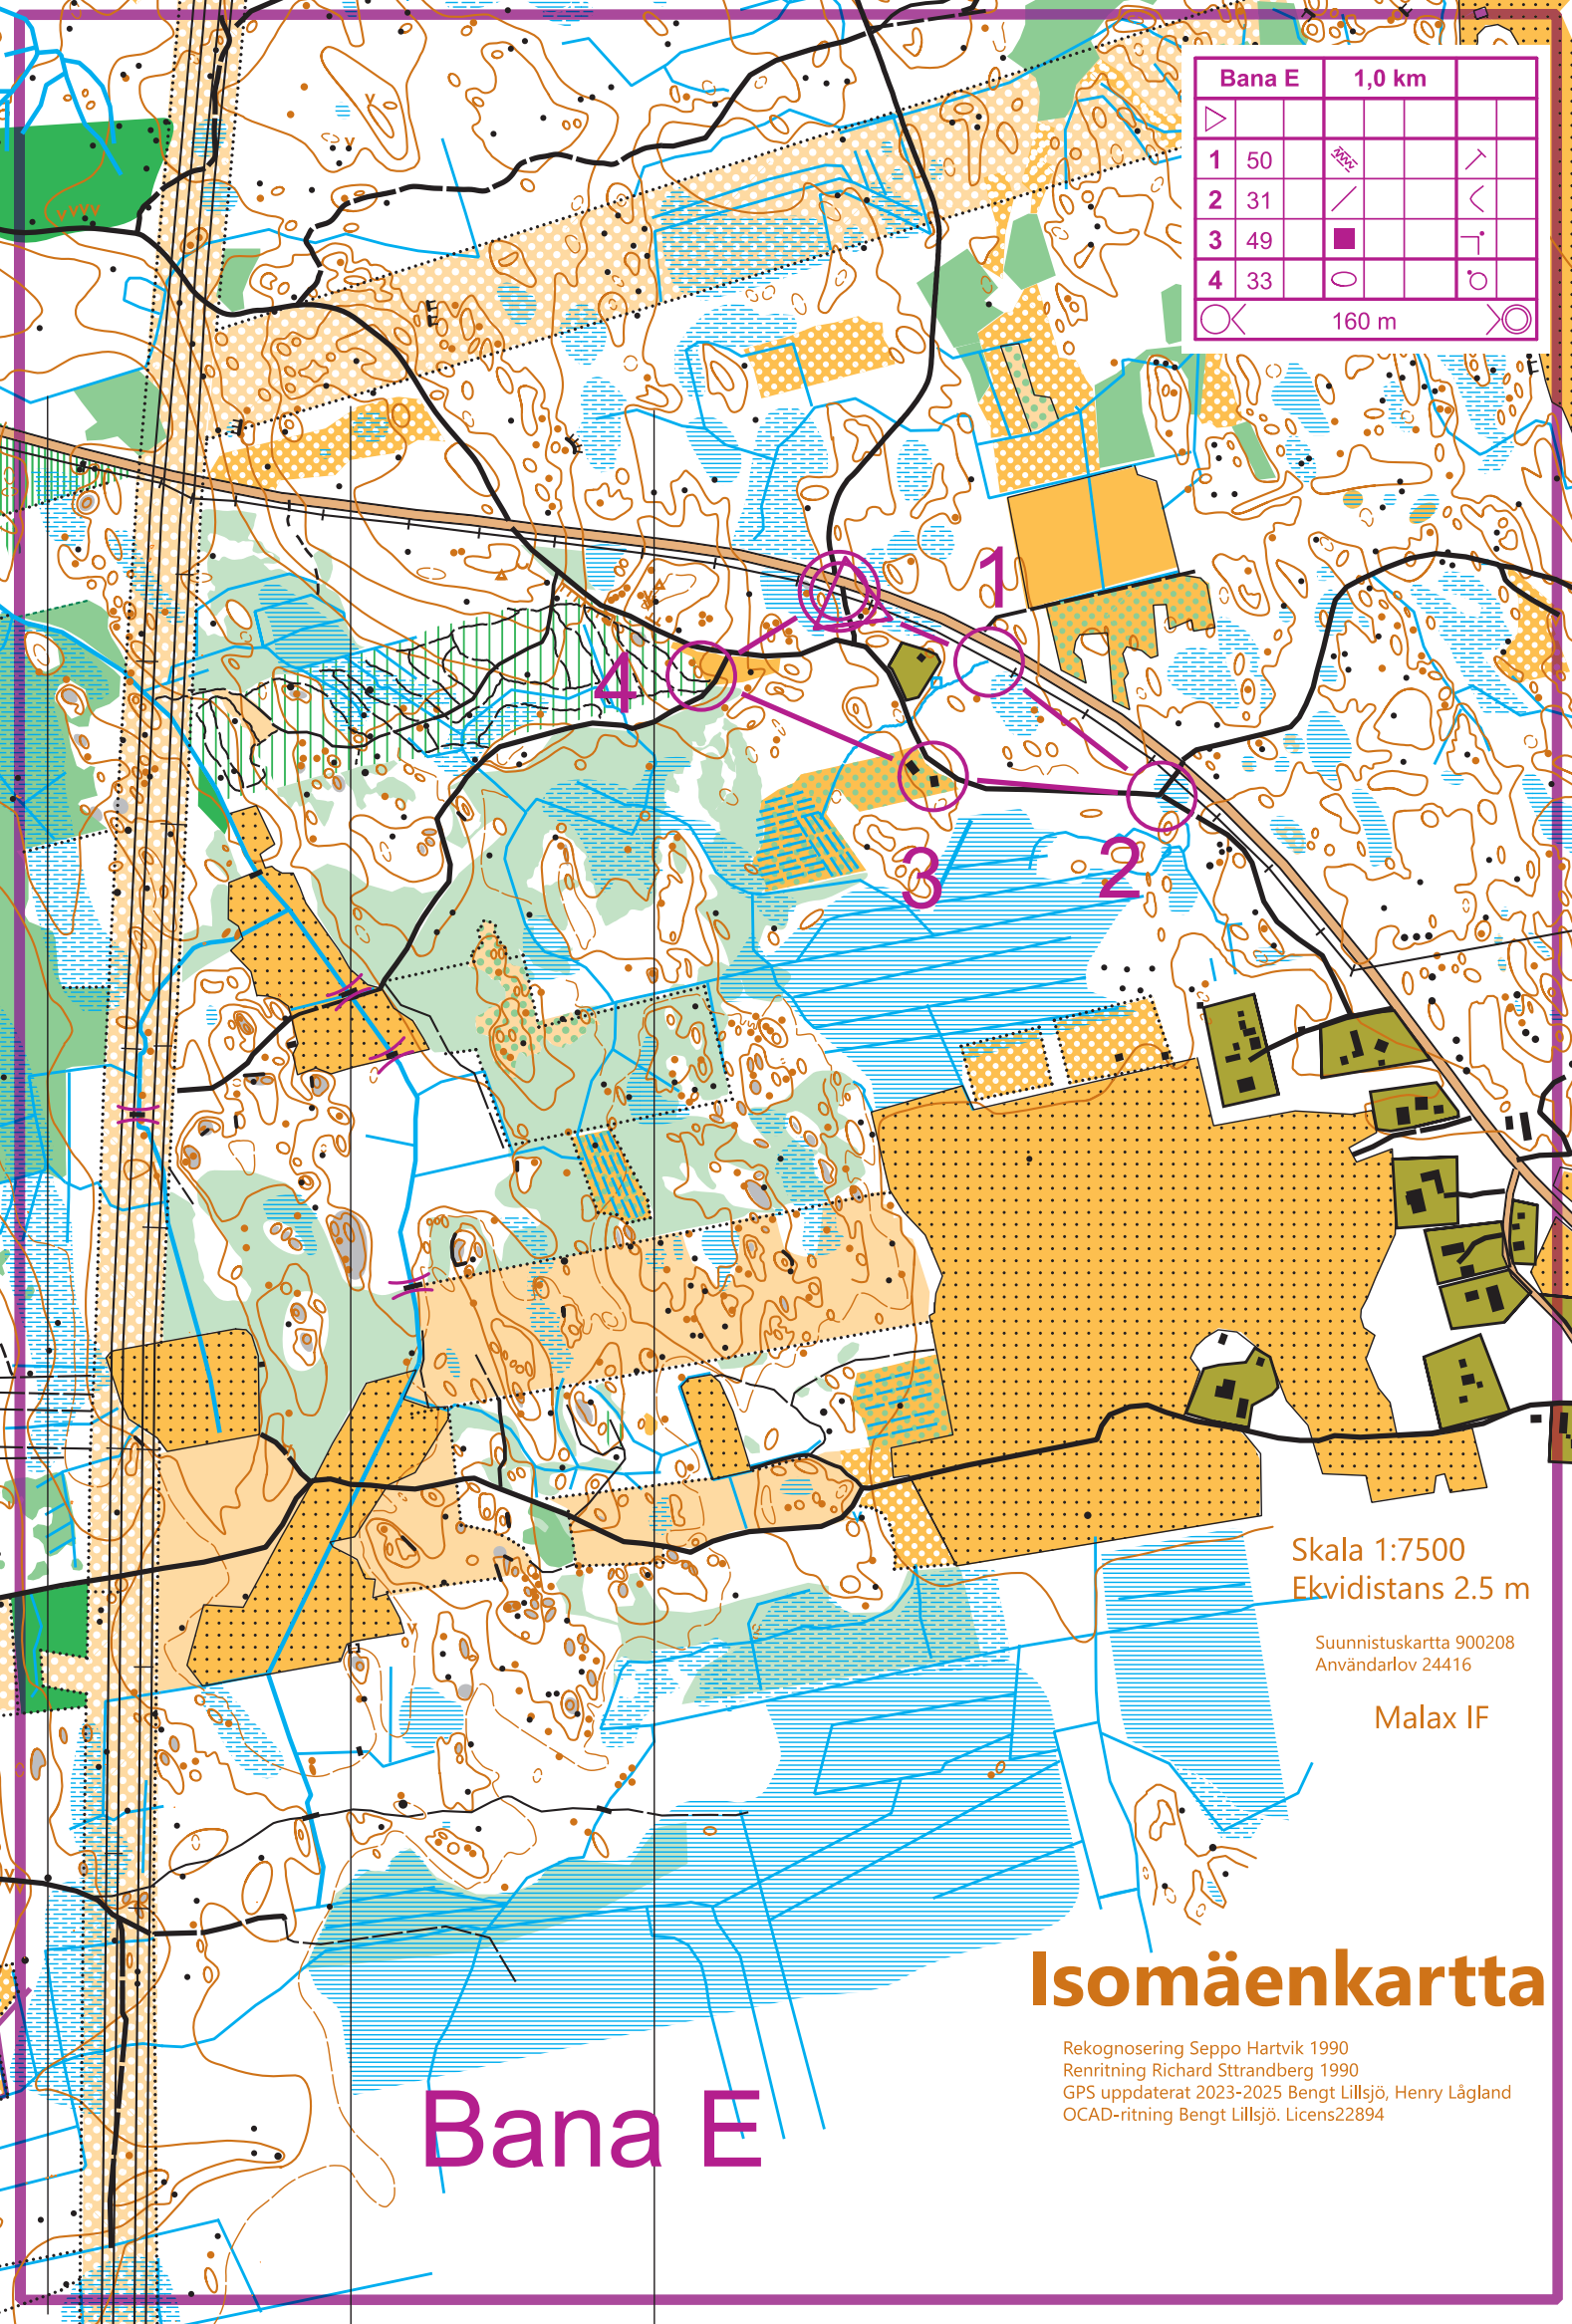 Bana E 1,0 km
1 50
2 31
3 49
4 33
160 m
1
4
3
2
Skala 1:7500
Ekvidistans 2.5 m
Suunnistuskartta 900208
Användarlov 24416
Malax IF
Isomäenkartta
Rekognosering Seppo Hartvik 1990
Renritning Richard Sttrandberg 1990
GPS uppdaterat 2023-2025 Bengt Lillsjö, Henry Lågland
OCAD-ritning Bengt Lillsjö. Licens22894
Bana E